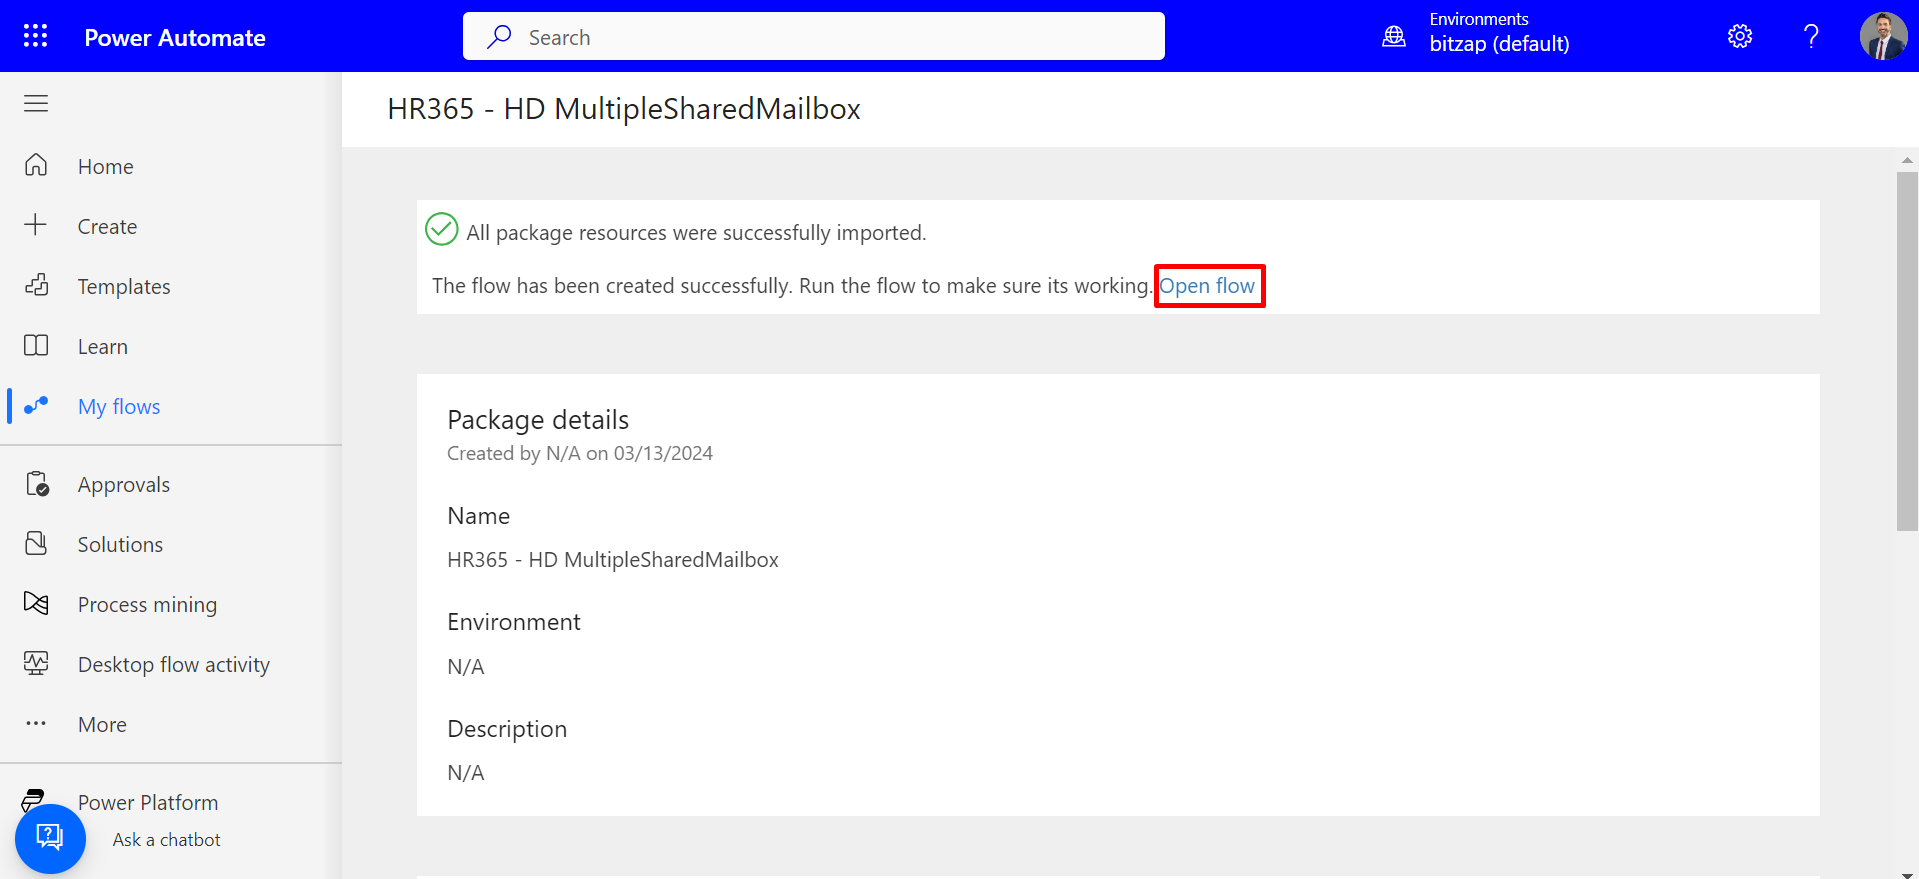 Power Automate
Search
Environments
bitzap (default)
HR365 - HD MultipleSharedMailbox
Home
Create
Templates
Learn
My flows
Approvals
Solutions
Process mining
Desktop flow activity
More
Power Platform
Ask a chatbot
All package resources were successfully imported.
The flow has been created successfully. Run the flow to make sure its working. Open flow
Package details
Created by N/A on 03/13/2024
Name
HR365 - HD MultipleSharedMailbox
Environment
N/A
Description
N/A